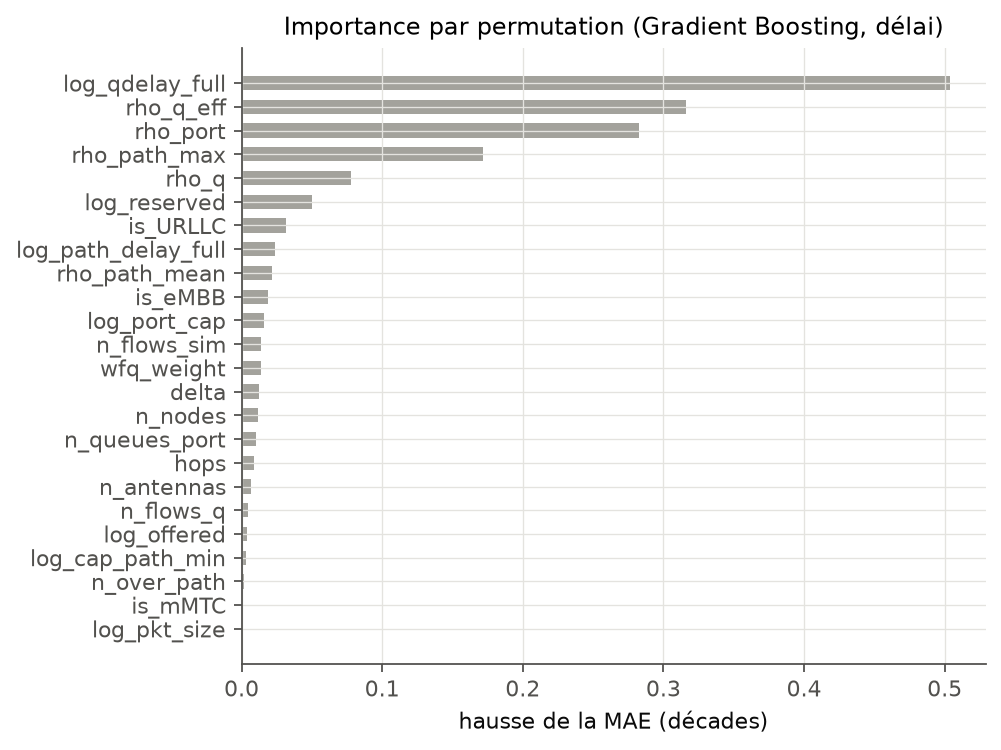 Importance par permutation (Gradient Boosting, délai)
log_qdelay_full
rho_q_eff
rho_port
rho_path_max
rho_q
log_reserved
is_URLLC
log_path_delay_full
rho_path_mean
is_eMBB
log_port_cap
n_flows_sim
wfq_weight
delta
n_nodes
n_queues_port
hops
n_antennas
n_flows_q
log_offered
log_cap_path_min
n_over_path
is_mMTC
log_pkt_size
0.0 0.1 0.2 0.3 0.4 0.5
hausse de la MAE (décades)